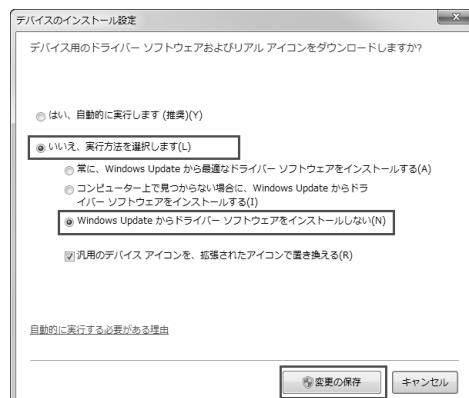 デバイスのインストール設定
デバイス用のドライバー ソフトウェアおよびリアル アイコンをダウンロードしますか?
はい、自動的に実行します (推奨)(Y)
いいえ、実行方法を選択します(L)
常に、Windows Update から最適なドライバー ソフトウェアをインストールする(A)
コンピューター上で見つからない場合に、Windows Update からドラ
イバー ソフトウェアをインストールする(I)
Windows Update からドライバー ソフトウェアをインストールしない(N)
汎用のデバイス アイコンを、拡張されたアイコンで置き換える(R)
自動的に実行する必要がある理由
変更の保存
キャンセル